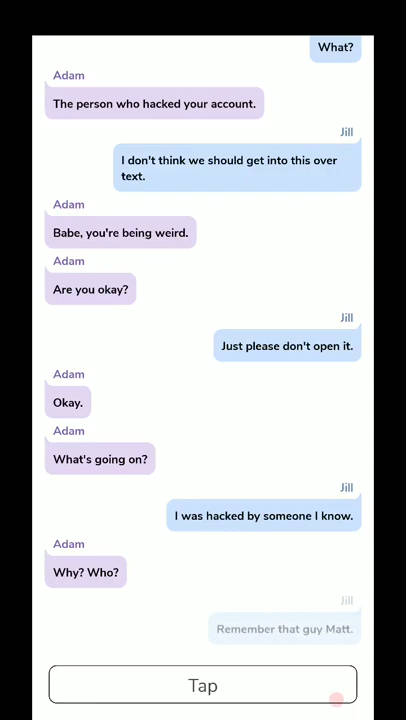 What?
Adam
The person who hacked your account.
Jill
I don't think we should get into this over
text.
Adam
Babe, you're being weird.
Adam
Are you okay?
Jill
Just please don't open it.
Adam
Okay.
Adam
What's going on?
Jill
I was hacked by someone I know.
Adam
Why? Who?
Jill
Remember that guy Matt.
Tap